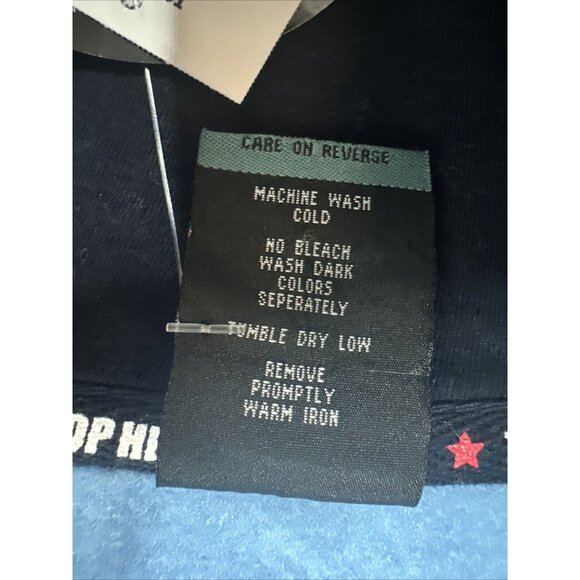 CARE ON REVERSE
MACHINE WASH
COLD
NO BLEACH
WASH DARK
COLORS
SEPERATELY
TUMBLE DRY LOW
REMOVE
PROMPTLY
WARM IRON